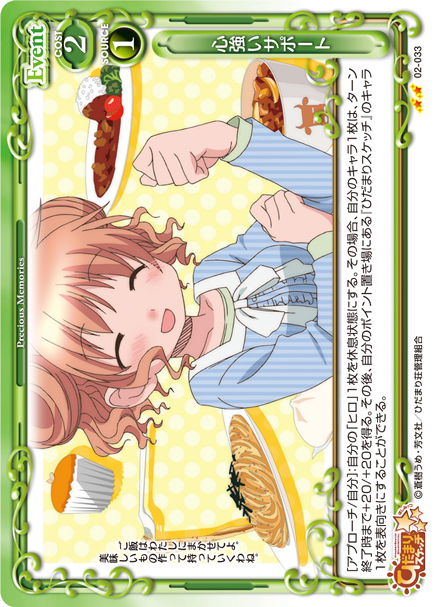 Event
COST
2
SOURCE
1
心強いサポート
02-033
Precious Memories
ご飯はわたしにまかせてよ。
美味しいもの作って持っていくわね。
[アプローチ/自分]:自分の「ヒロ」1枚を休息状態にする。その場合、自分のキャラ1枚は、ターン
終了時まで+20/+20を得る。その後、自分のポイント置き場にある「ひだまりスケッチ」のキャラ
1枚を表向きにすることができる。
©蒼樹うめ・芳文社/ひだまり荘管理組合
ひだまり
スケッチ